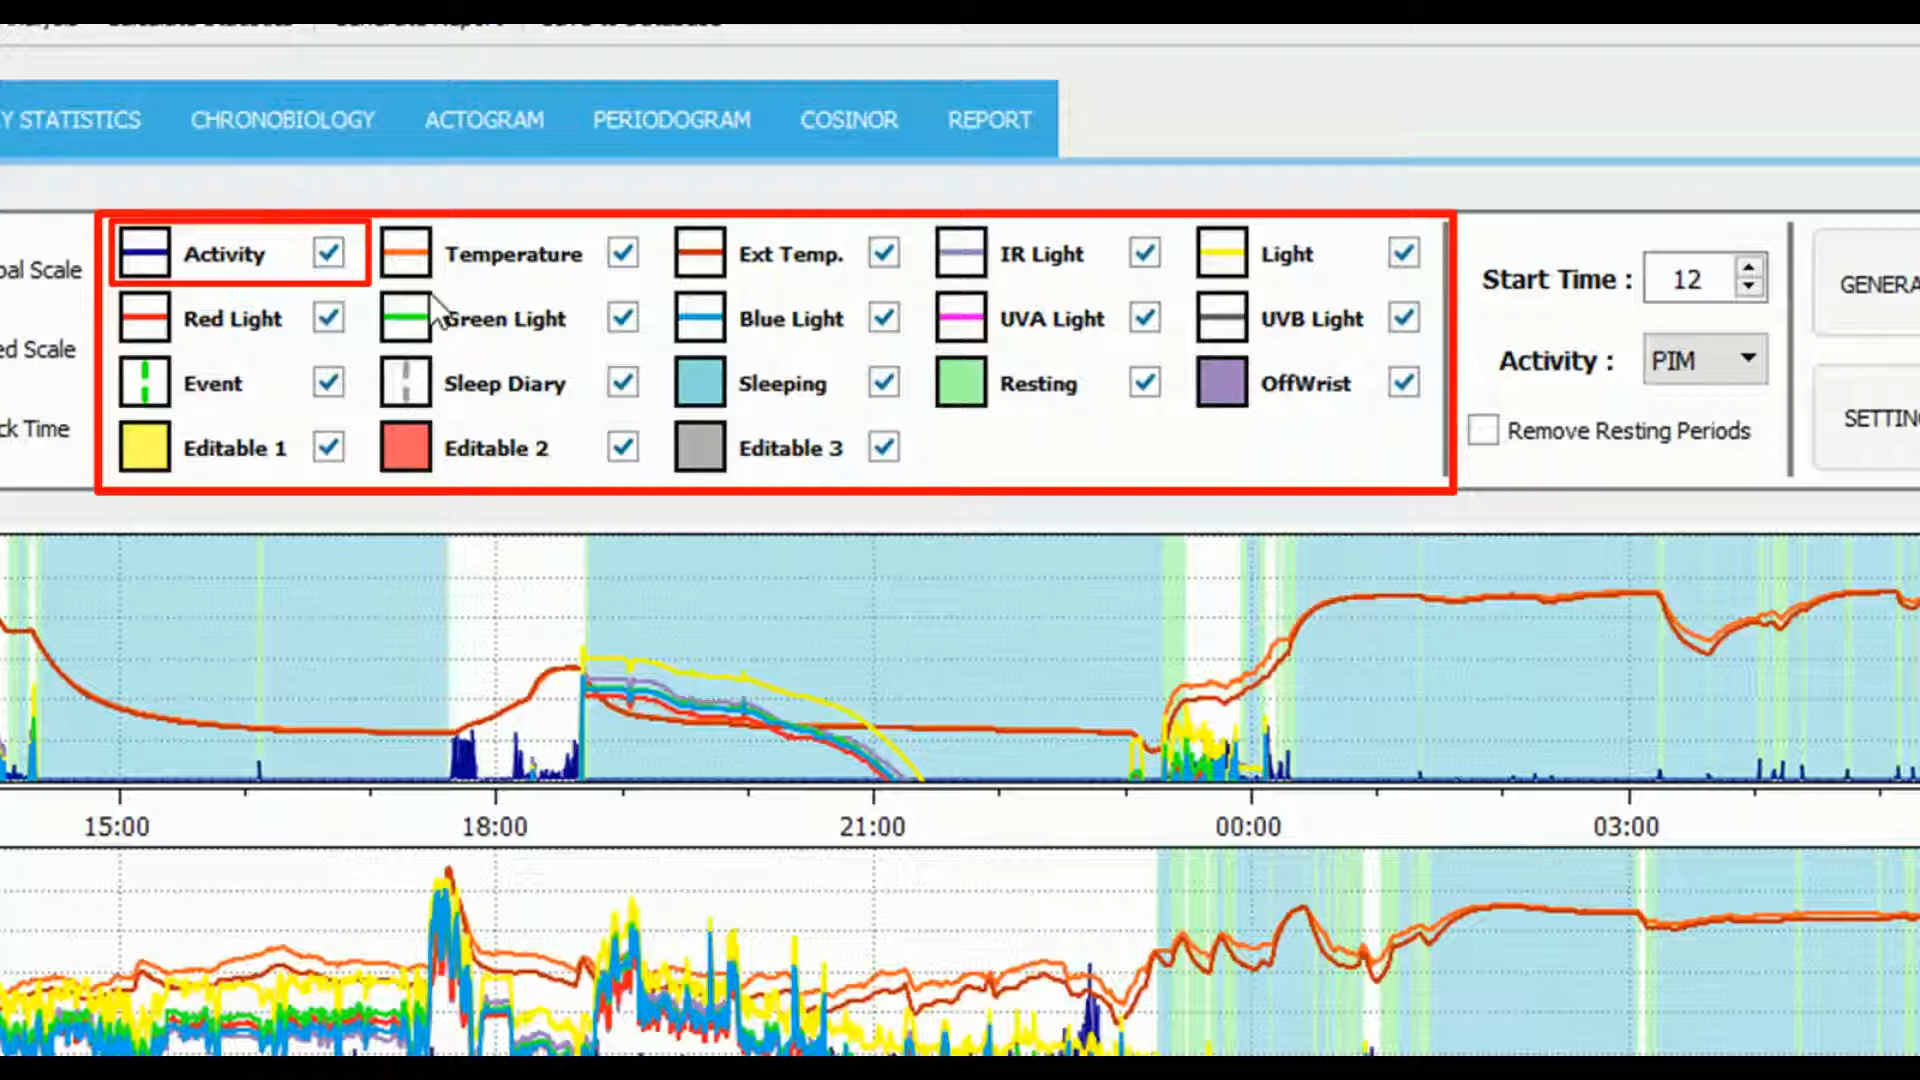 Y STATISTICS CHRONOBIOLOGY ACTOGRAM PERIODOGRAM COSINOR REPORT
Activity Temperature Ext Temp. IR Light Light
Red Light Green Light Blue Light UVA Light UVB Light
Event Sleep Diary Sleeping Resting OffWrist
Editable 1 Editable 2 Editable 3
bal Scale
ed Scale
ck Time
Start Time : 12
Activity : PIM
Remove Resting Periods
GENERA
SETTING
15:00 18:00 21:00 00:00 03:00